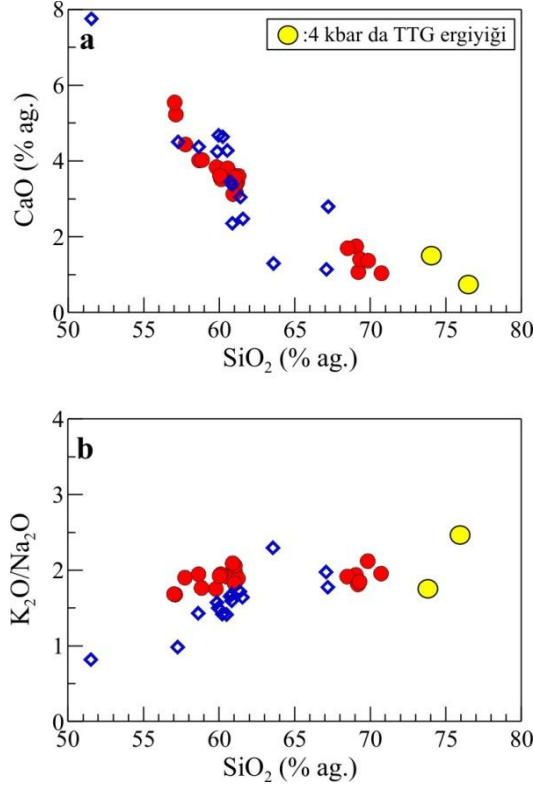 8
a
:4 kbar da TTG ergiyiği
6
CaO (% ag.)
4
2
0
50 55 60 65 70 75 80
SiO₂ (% ag.)
4
b
3
K₂O/Na₂O
2
1
0
50 55 60 65 70 75 80
SiO₂ (% ag.)